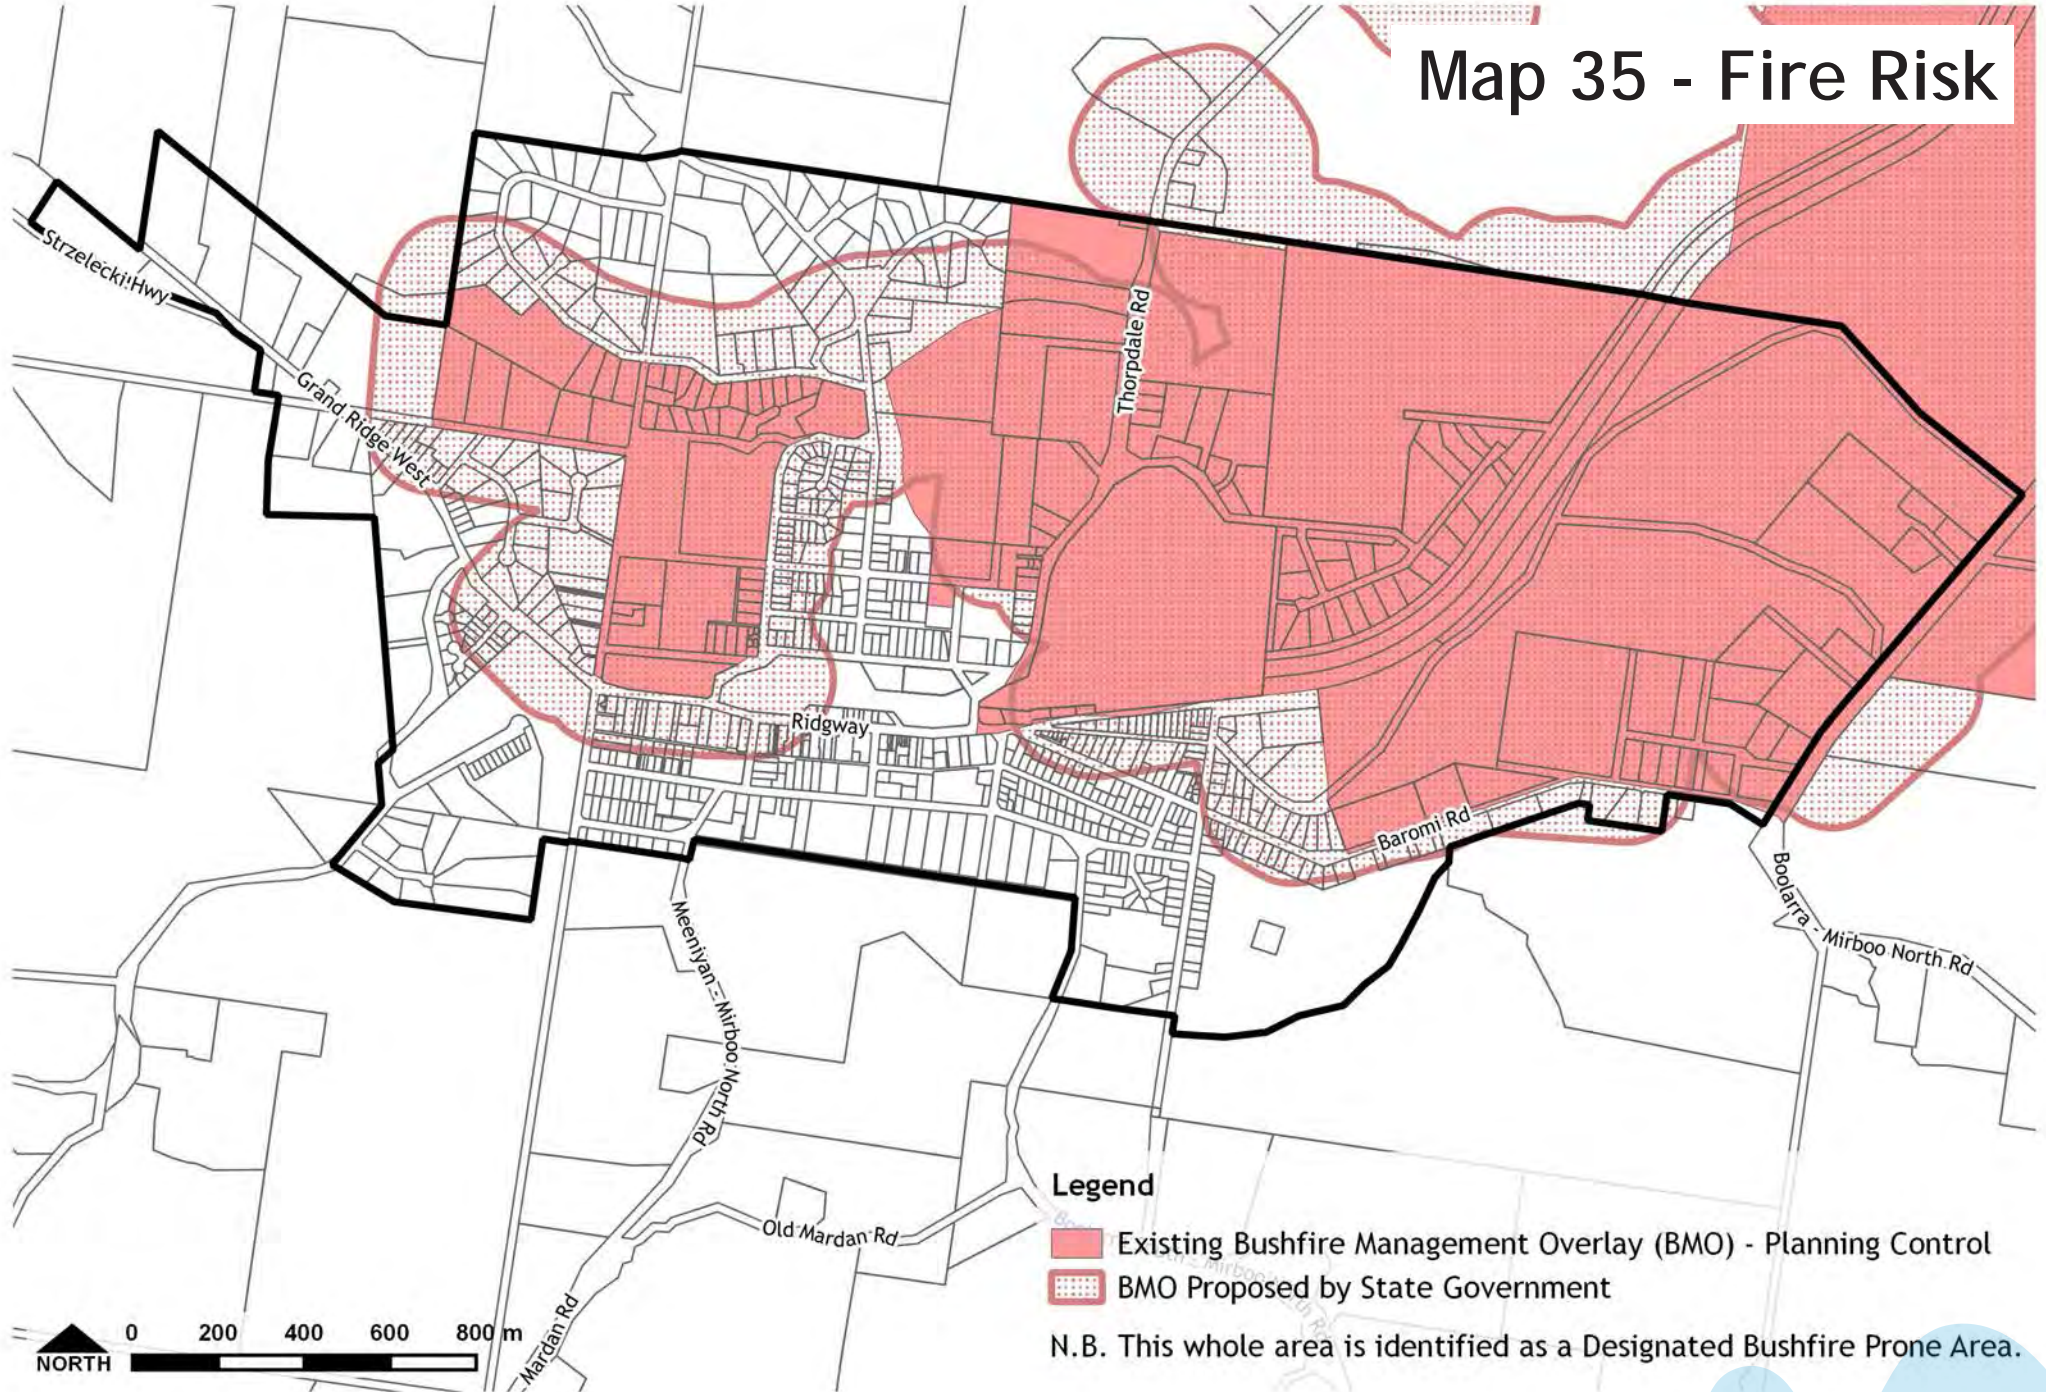 Map 35 - Fire Risk
Strzelecki Hwy
Grand Ridge West
Thorpdale Rd
Ridgway
Baromi Rd
Boolarra - Mirboo North Rd
Meeniyan - Mirboo North Rd
Old Mardan Rd
Mardan Rd
Legend
Existing Bushfire Management Overlay (BMO) - Planning Control
BMO Proposed by State Government
N.B. This whole area is identified as a Designated Bushfire Prone Area.
0 200 400 600 800 m
NORTH